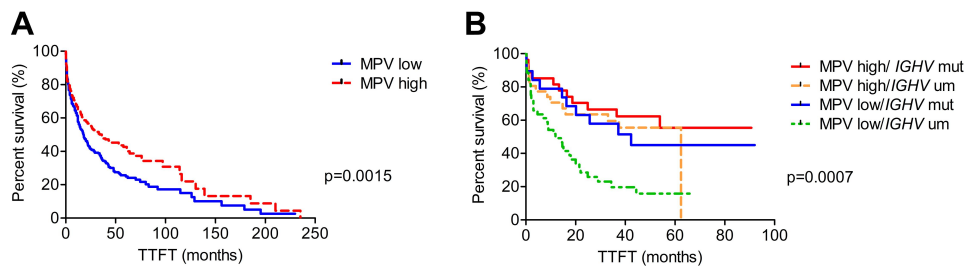 A
Percent survival (%)
100
80
60
40
20
0
0 50 100 150 200 250
TTFT (months)
MPV low
MPV high
p=0.0015
B
Percent survival (%)
100
80
60
40
20
0
0 20 40 60 80 100
TTFT (months)
MPV high/ IGHV mut
MPV high/IGHV um
MPV low/IGHV mut
MPV low/IGHV um
p=0.0007